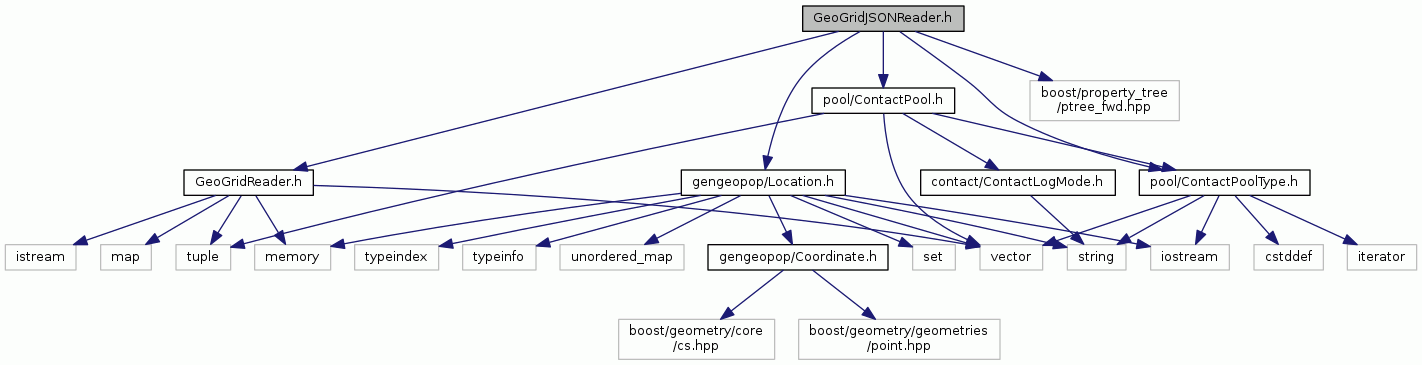 GeoGridJSONReader.h
boost/property_tree
/ptree_fwd.hpp
pool/ContactPool.h
GeoGridReader.h
gengeopop/Location.h
contact/ContactLogMode.h
pool/ContactPoolType.h
istream
map
tuple
memory
typeindex
typeinfo
unordered_map
gengeopop/Coordinate.h
set
vector
string
iostream
cstddef
iterator
boost/geometry/core
/cs.hpp
boost/geometry/geometries
/point.hpp